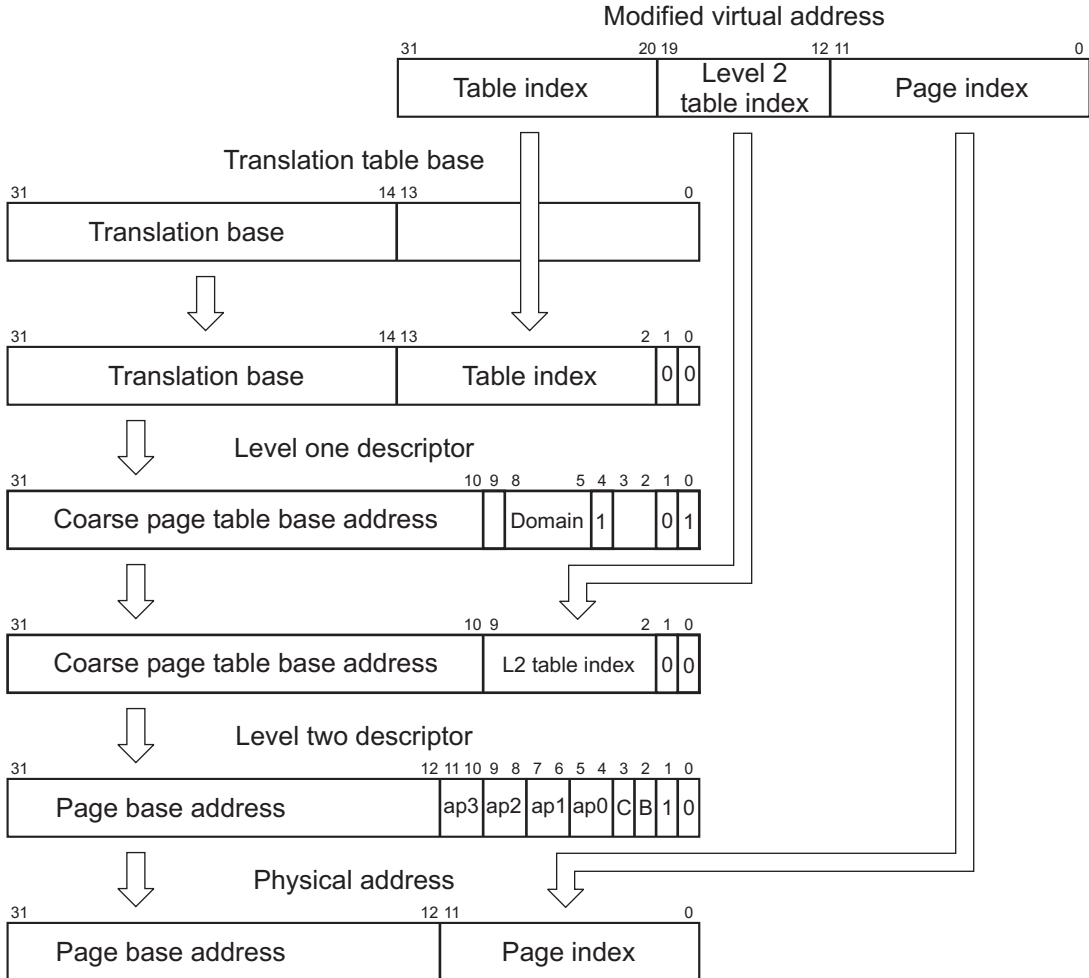 Modified virtual address
31 20 19 12 11 0
Table index Level 2 table index Page index
Translation table base
31 14 13 0
Translation base
31 14 13 2 1 0
Translation base Table index 0 0
Level one descriptor
31 10 9 8 5 4 3 2 1 0
Coarse page table base address Domain 1 0 1
31 10 9 2 1 0
Coarse page table base address L2 table index 0 0
Level two descriptor
31 12 11 10 9 8 7 6 5 4 3 2 1 0
Page base address ap3 ap2 ap1 ap0 C B 1 0
Physical address
31 12 11 0
Page base address Page index